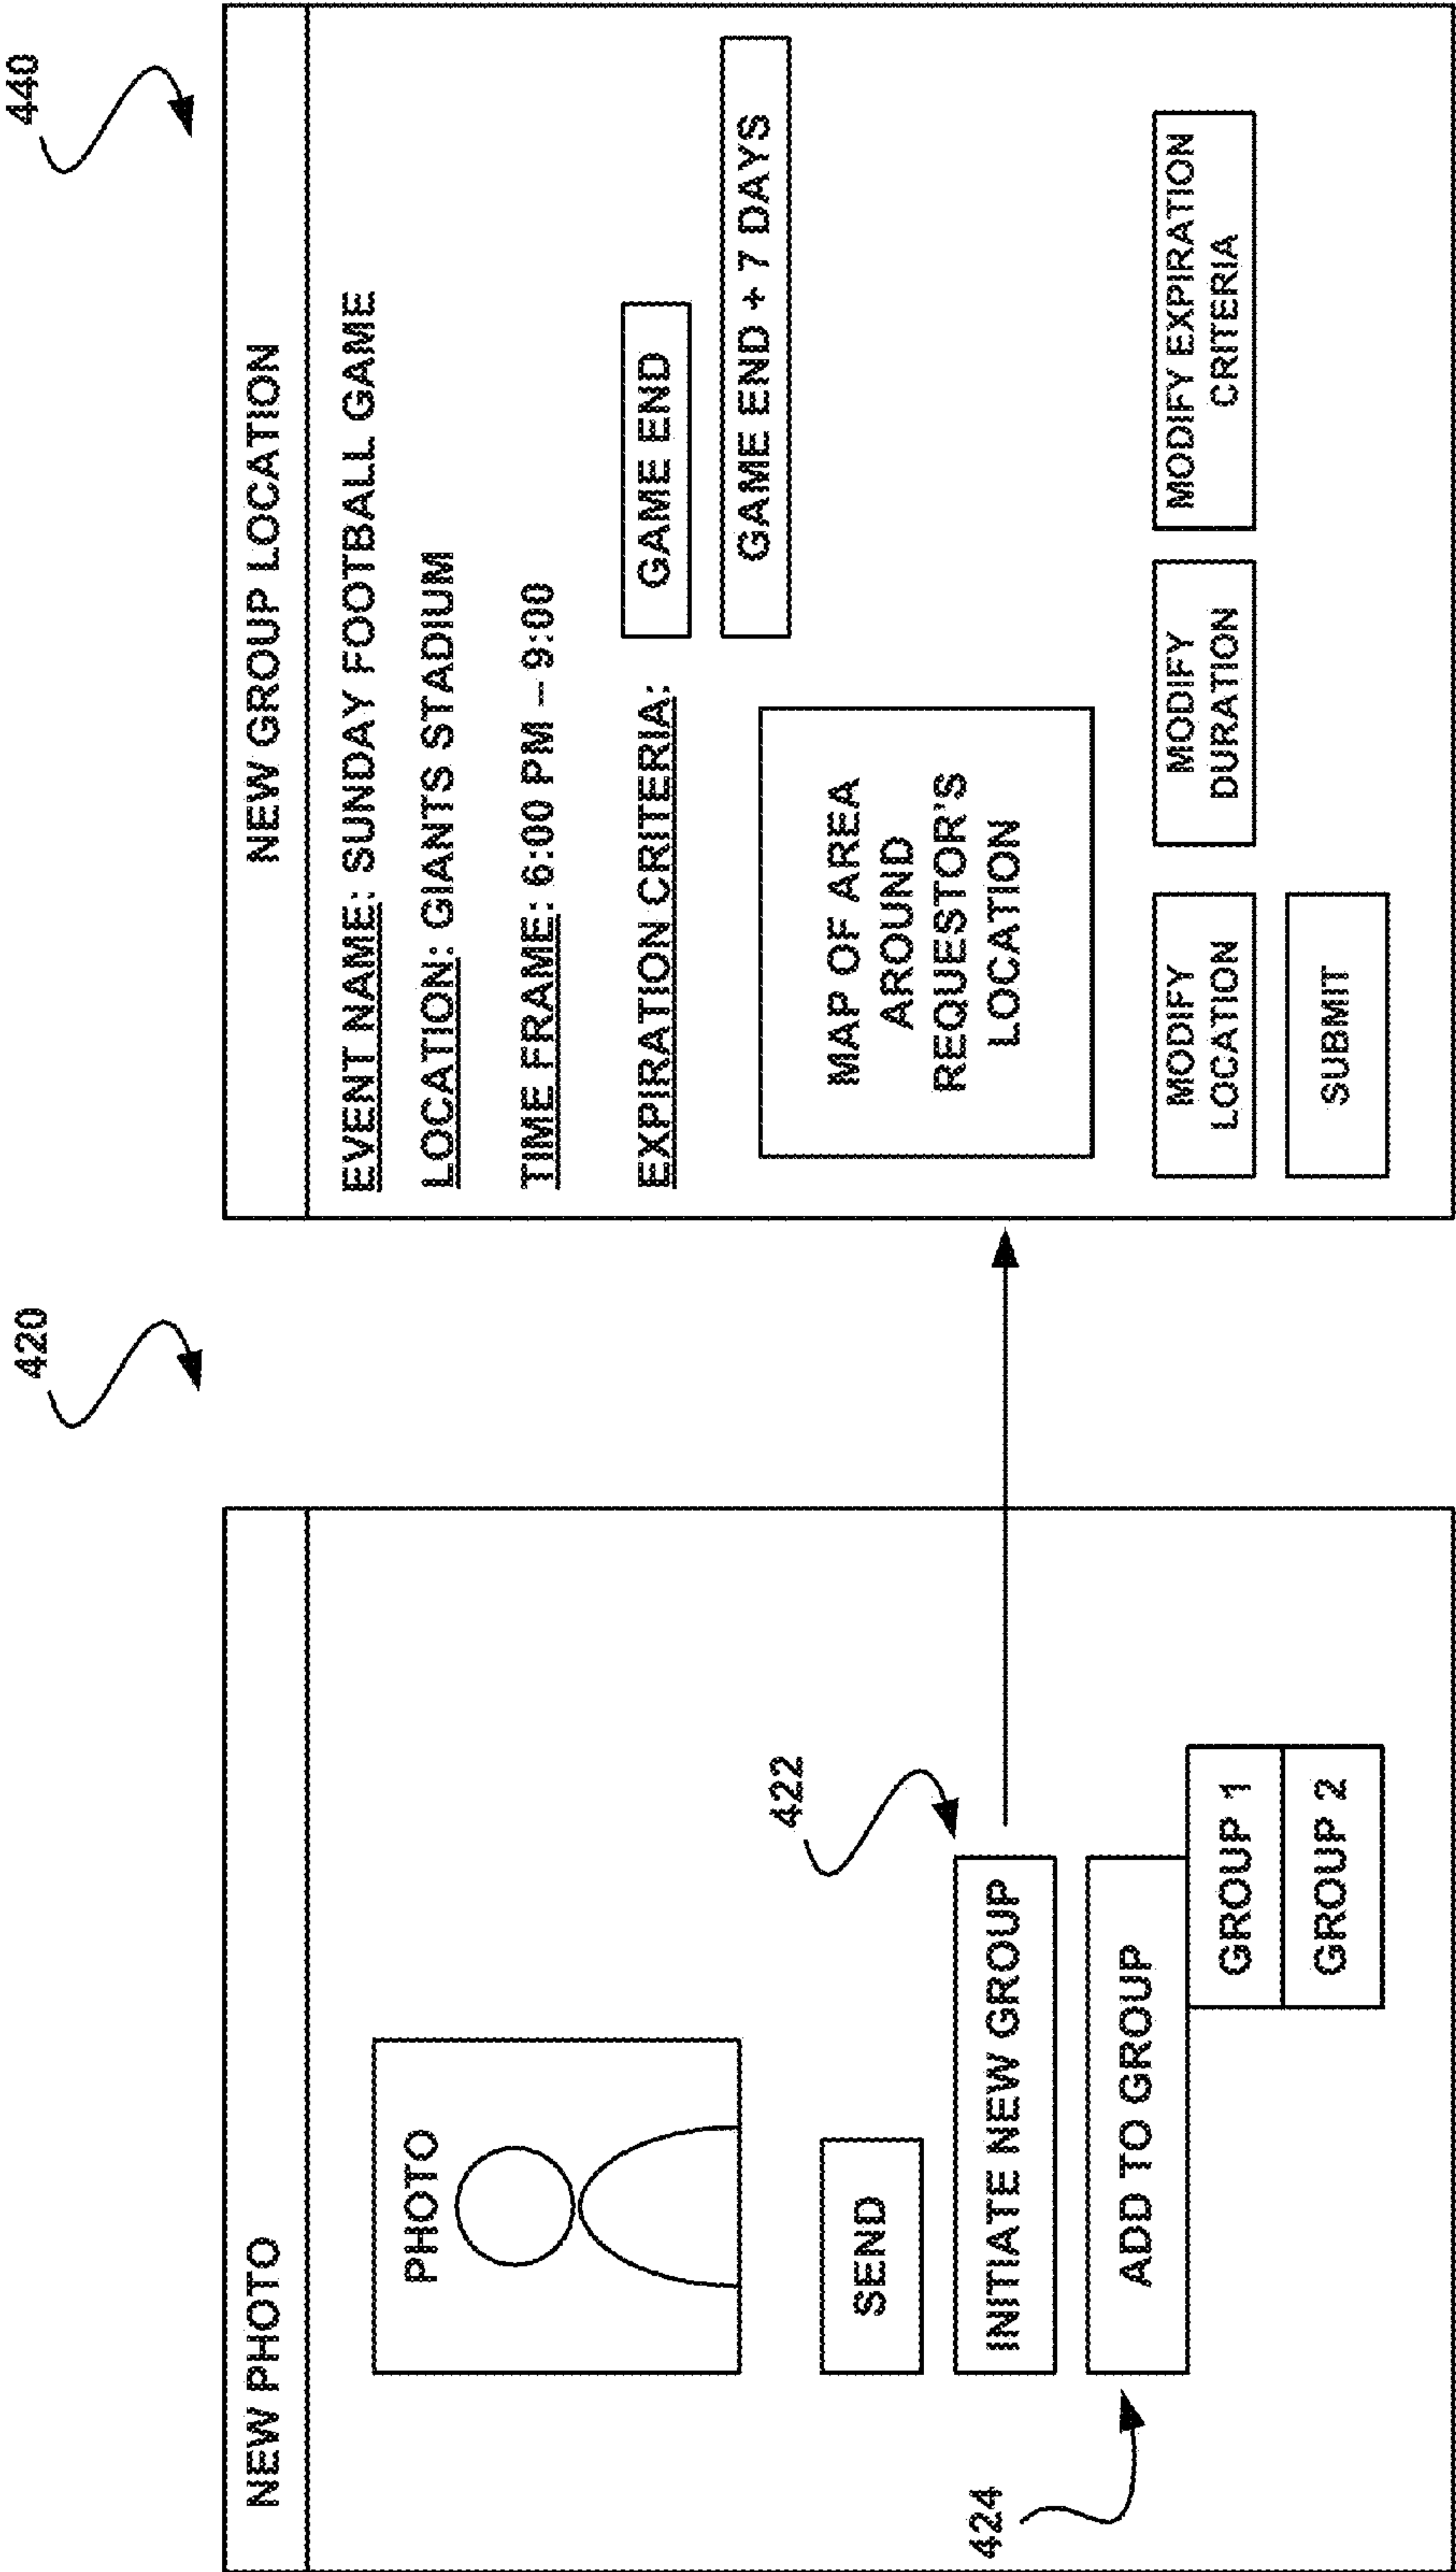 420
NEW PHOTO
PHOTO
SEND
422
INITIATE NEW GROUP
424
ADD TO GROUP
GROUP 1
GROUP 2
440
NEW GROUP LOCATION
EVENT NAME: SUNDAY FOOTBALL GAME
LOCATION: GIANTS STADIUM
TIME FRAME: 6:00 PM – 9:00
EXPIRATION CRITERIA:
GAME END
GAME END + 7 DAYS
MAP OF AREA
AROUND
REQUESTOR'S
LOCATION
MODIFY
LOCATION
MODIFY
DURATION
MODIFY EXPIRATION
CRITERIA
SUBMIT